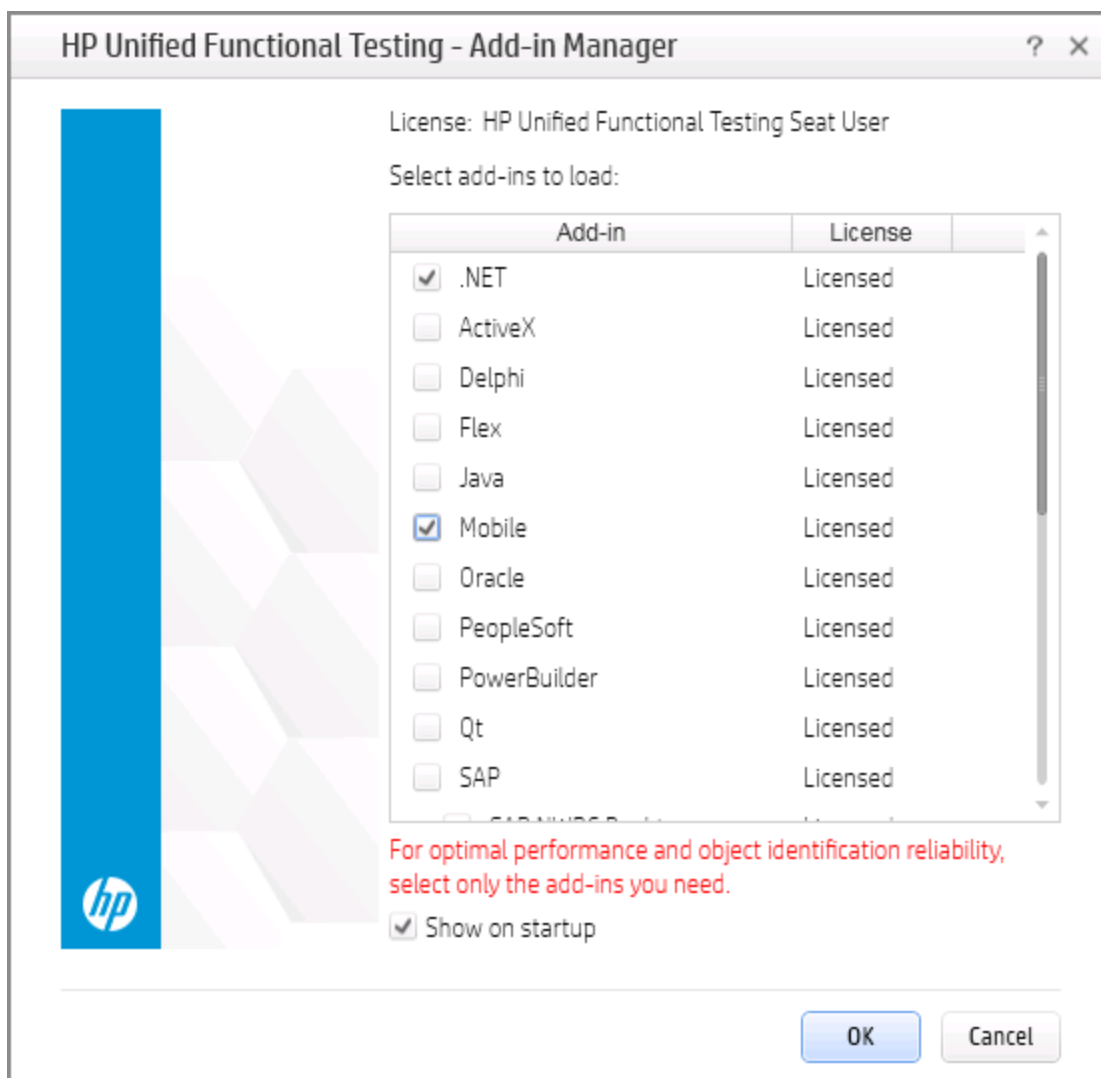 HP Unified Functional Testing - Add-in Manager ? ×
License: HP Unified Functional Testing Seat User
Select add-ins to load:
Add-in License
.NET Licensed
ActiveX Licensed
Delphi Licensed
Flex Licensed
Java Licensed
Mobile Licensed
Oracle Licensed
PeopleSoft Licensed
PowerBuilder Licensed
Qt Licensed
SAP Licensed
For optimal performance and object identification reliability,
select only the add-ins you need.
hp
Show on startup
OK Cancel